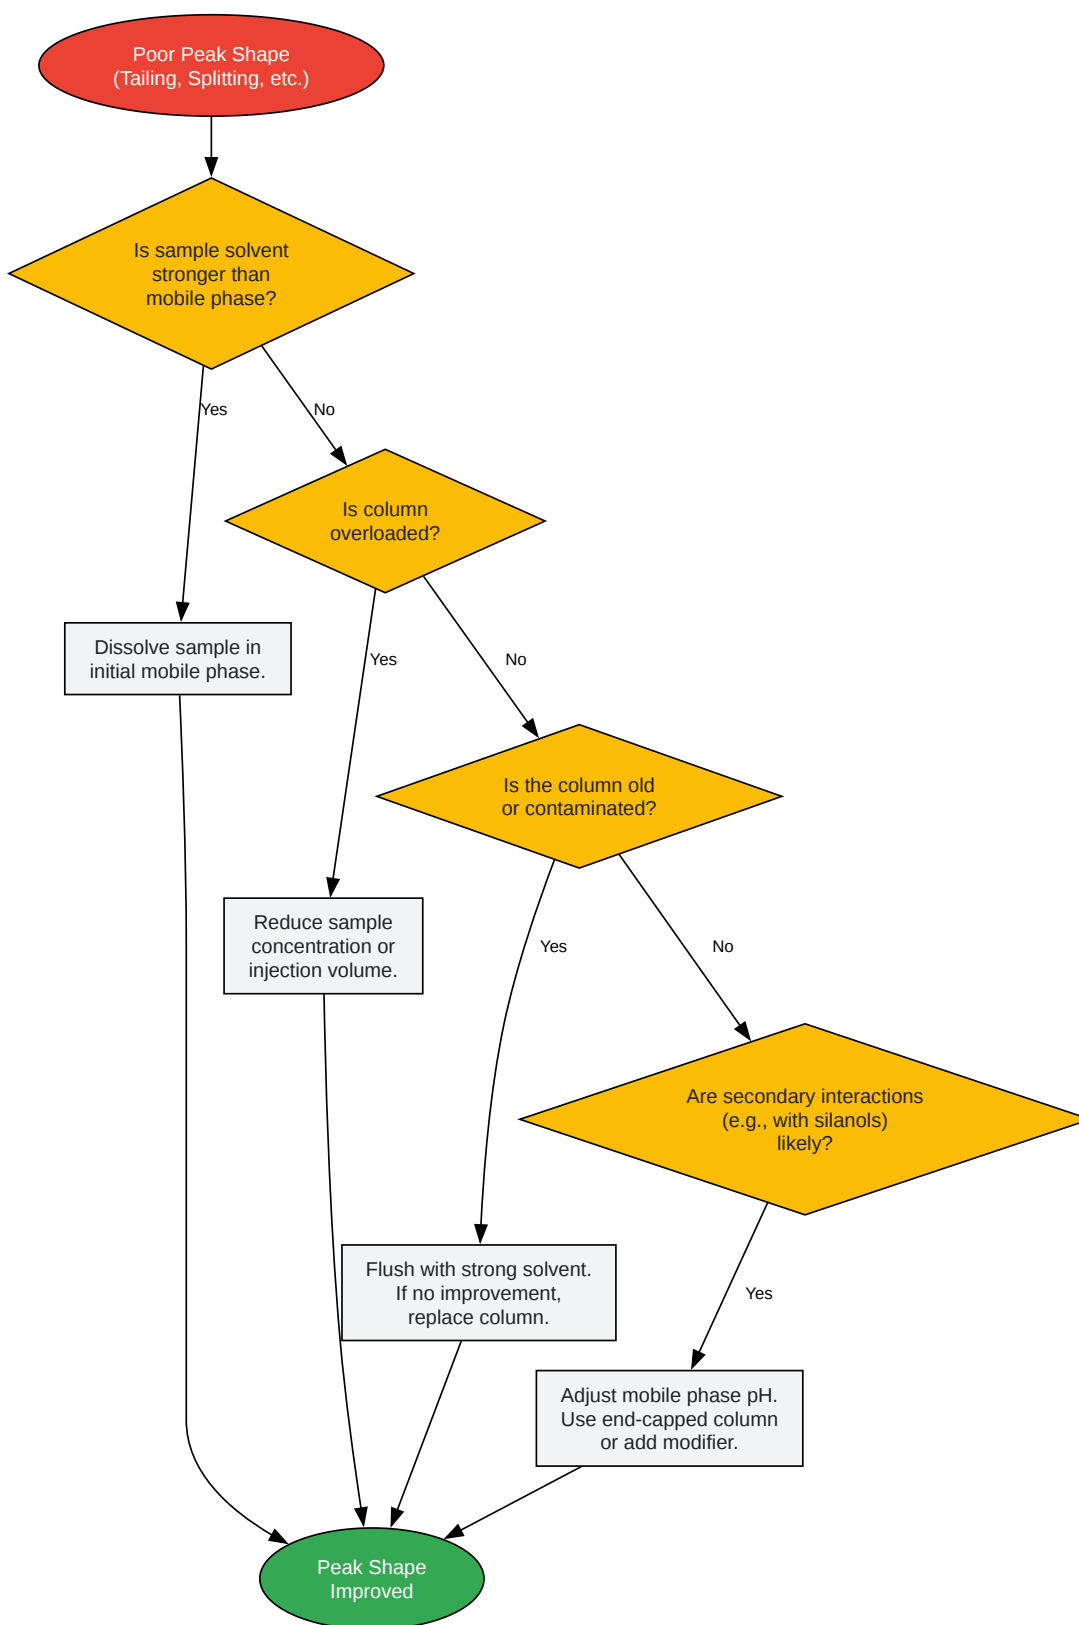 Poor Peak Shape
(Tailing, Splitting, etc.)
Is sample solvent
stronger than
mobile phase?
Yes
No
Is column
overloaded?
Dissolve sample in
initial mobile phase.
Yes
No
Is the column old
or contaminated?
Reduce sample
concentration or
injection volume.
Yes
No
Are secondary interactions
(e.g., with silanols)
likely?
Flush with strong solvent.
If no improvement,
replace column.
Yes
Adjust mobile phase pH.
Use end-capped column
or add modifier.
Peak Shape
Improved